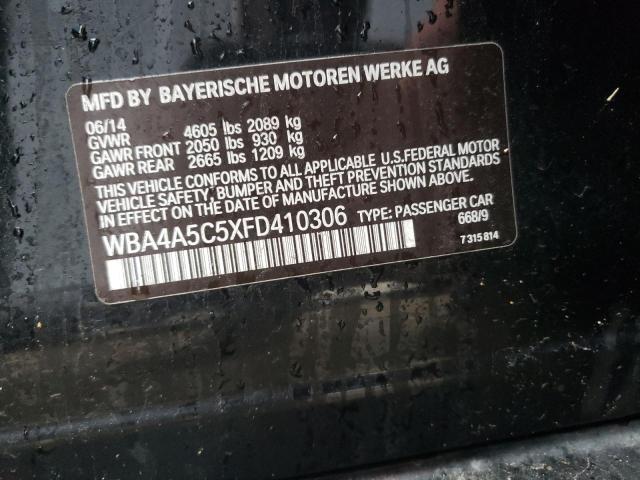 MFD BY BAYERISCHE MOTOREN WERKE AG
06/14
GVWR 4605 lbs 2089 kg
GAWR FRONT 2050 lbs 930 kg
GAWR REAR 2665 lbs 1209 kg
THIS VEHICLE CONFORMS TO ALL APPLICABLE U.S.FEDERAL MOTOR
VEHICLE SAFETY, BUMPER AND THEFT PREVENTION STANDARDS
IN EFFECT ON THE DATE OF MANUFACTURE SHOWN ABOVE.
WBA4A5C5XFD410306 TYPE: PASSENGER CAR
668/9
7 315 814